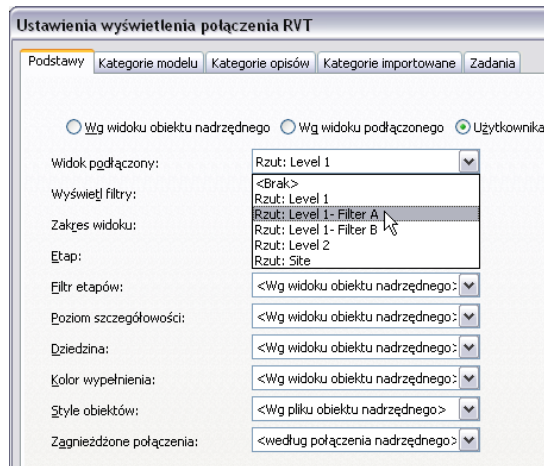 Ustawienia wyświetlenia połączenia RVT
Podstawy Kategorie modelu Kategorie opisów Kategorie importowane Zadania
Wg widoku obiektu nadrzędnego Wg widoku podłączonego Użytkownika
Widok podłączony: Rzut: Level 1
<Brak>
Wyświetl filtry: Rzut: Level 1
Rzut: Level 1- Filter A
Zakres widoku: Rzut: Level 1- Filter B
Rzut: Level 2
Etap: Rzut: Site
Filtr etapów: <Wg widoku obiektu nadrzędnego>
Poziom szczegółowości: <Wg widoku obiektu nadrzędnego>
Dziedzina: <Wg widoku obiektu nadrzędnego>
Kolor wypełnienia: <Wg widoku obiektu nadrzędnego>
Style obiektów: <Wg pliku obiektu nadrzędnego>
Zagnieżdżone połączenia: <według połączenia nadrzędnego>